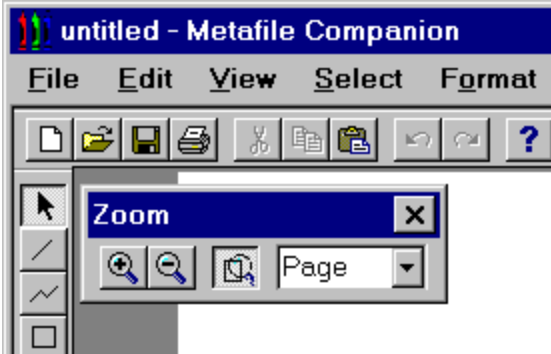 untitled - Metafile Companion
File Edit View Select Format
?
Zoom
Page